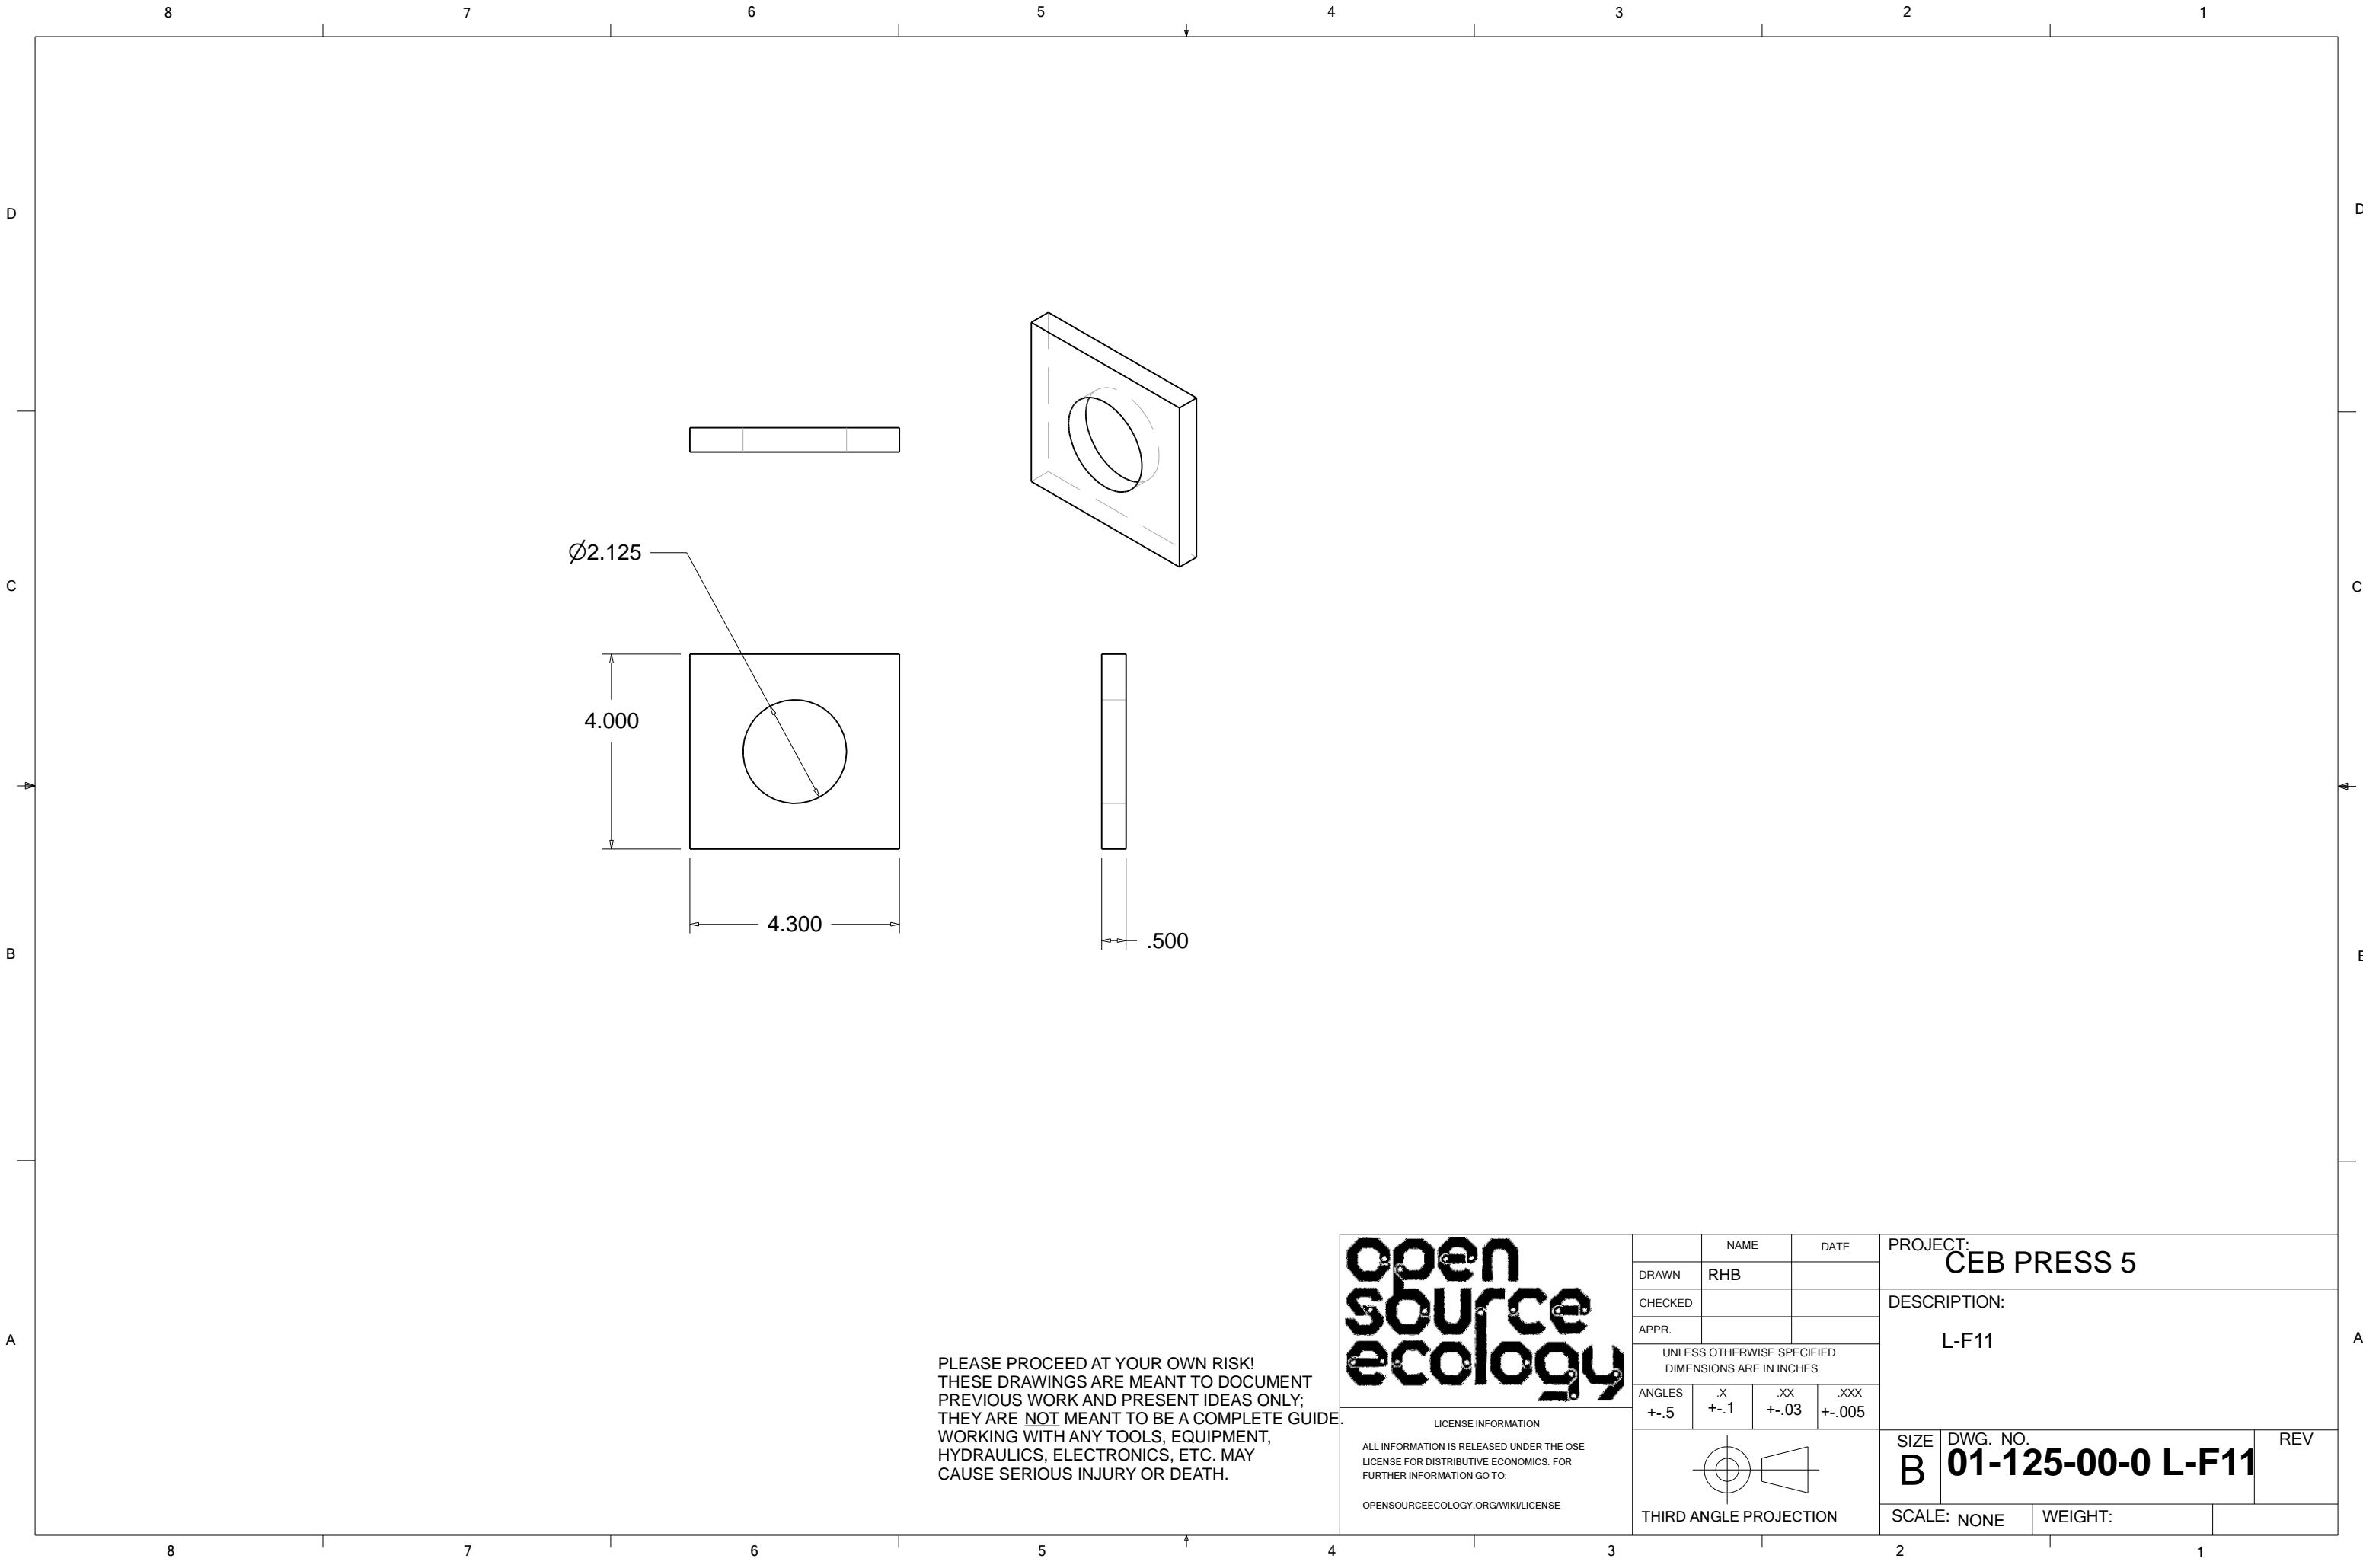 8 7 6 5 4 3 2 1
D D
C C
B B
A A
Ø2.125
4.000
4.300
.500
PLEASE PROCEED AT YOUR OWN RISK!
THESE DRAWINGS ARE MEANT TO DOCUMENT
PREVIOUS WORK AND PRESENT IDEAS ONLY;
THEY ARE NOT MEANT TO BE A COMPLETE GUIDE.
WORKING WITH ANY TOOLS, EQUIPMENT,
HYDRAULICS, ELECTRONICS, ETC. MAY
CAUSE SERIOUS INJURY OR DEATH.
open
source
ecology
LICENSE INFORMATION
ALL INFORMATION IS RELEASED UNDER THE OSE
LICENSE FOR DISTRIBUTIVE ECONOMICS. FOR
FURTHER INFORMATION GO TO:
OPENSOURCEECOLOGY.ORG/WIKI/LICENSE
NAME DATE
DRAWN RHB
CHECKED
APPR.
UNLESS OTHERWISE SPECIFIED
DIMENSIONS ARE IN INCHES
ANGLES .X .XX .XXX
+-.5 +-.1 +-.03 +-.005
THIRD ANGLE PROJECTION
PROJECT:
CEB PRESS 5
DESCRIPTION:
L-F11
SIZE DWG. NO. REV
B 01-125-00-0 L-F11
SCALE: NONE WEIGHT:
8 7 6 5 4 3 2 1